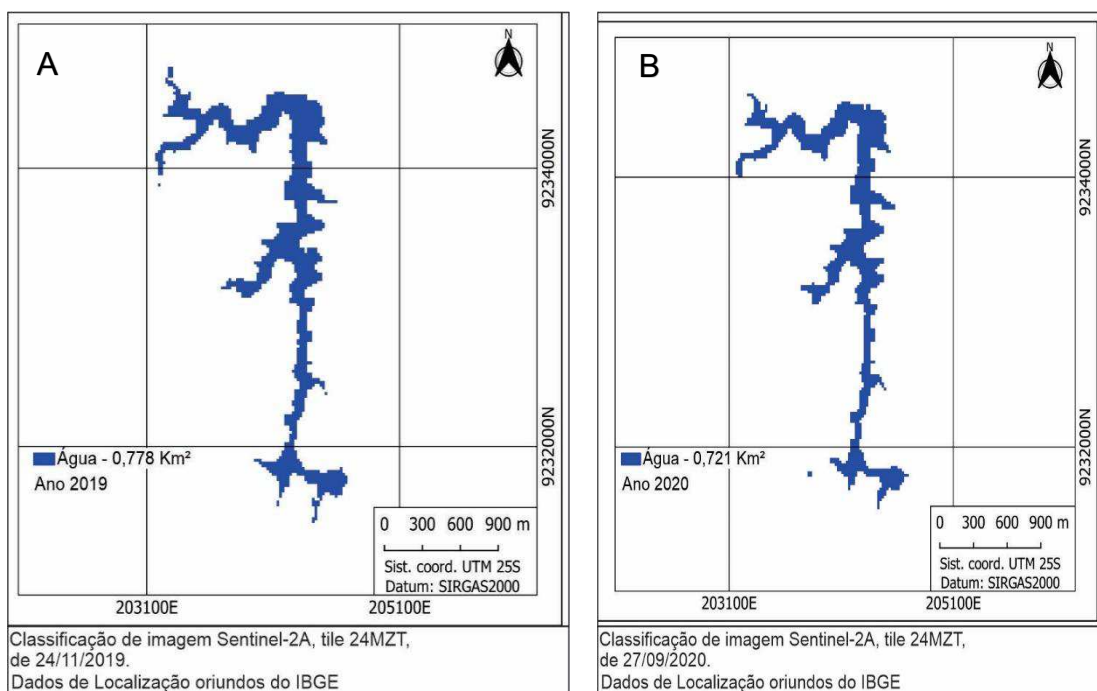 A
N
9234000N
9232000N
Água - 0,778 Km²
Ano 2019
0 300 600 900 m
Sist. coord. UTM 25S
Datum: SIRGAS2000
203100E 205100E
Classificação de imagem Sentinel-2A, tile 24MZT,
de 24/11/2019.
Dados de Localização oriundos do IBGE
B
N
9234000N
9232000N
Água - 0,721 Km²
Ano 2020
0 300 600 900 m
Sist. coord. UTM 25S
Datum: SIRGAS2000
203100E 205100E
Classificação de imagem Sentinel-2A, tile 24MZT,
de 27/09/2020.
Dados de Localização oriundos do IBGE